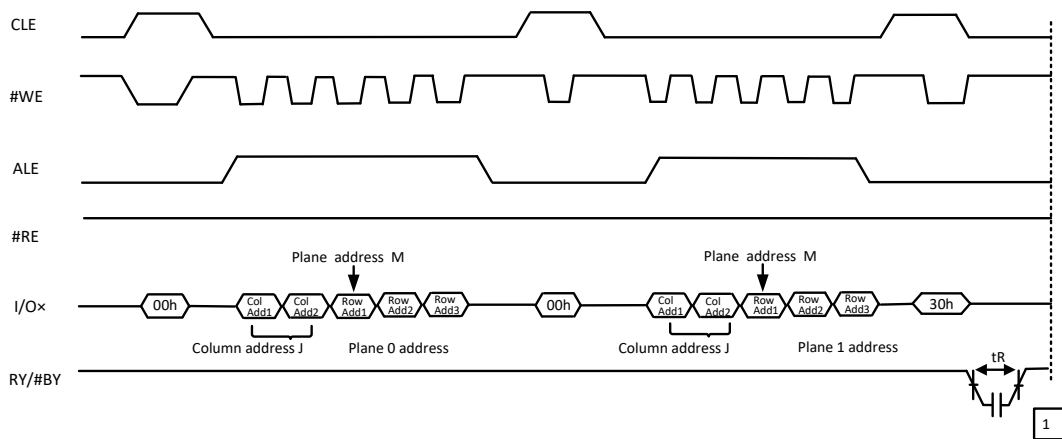 CLE
#WE
ALE
#RE
Plane address M
Plane address M
I/O×
00h
Col Add1
Col Add2
Row Add1
Row Add2
Row Add3
00h
Col Add1
Col Add2
Row Add1
Row Add2
Row Add3
30h
Column address J
Plane 0 address
Column address J
Plane 1 address
RY/#BY
tR
1